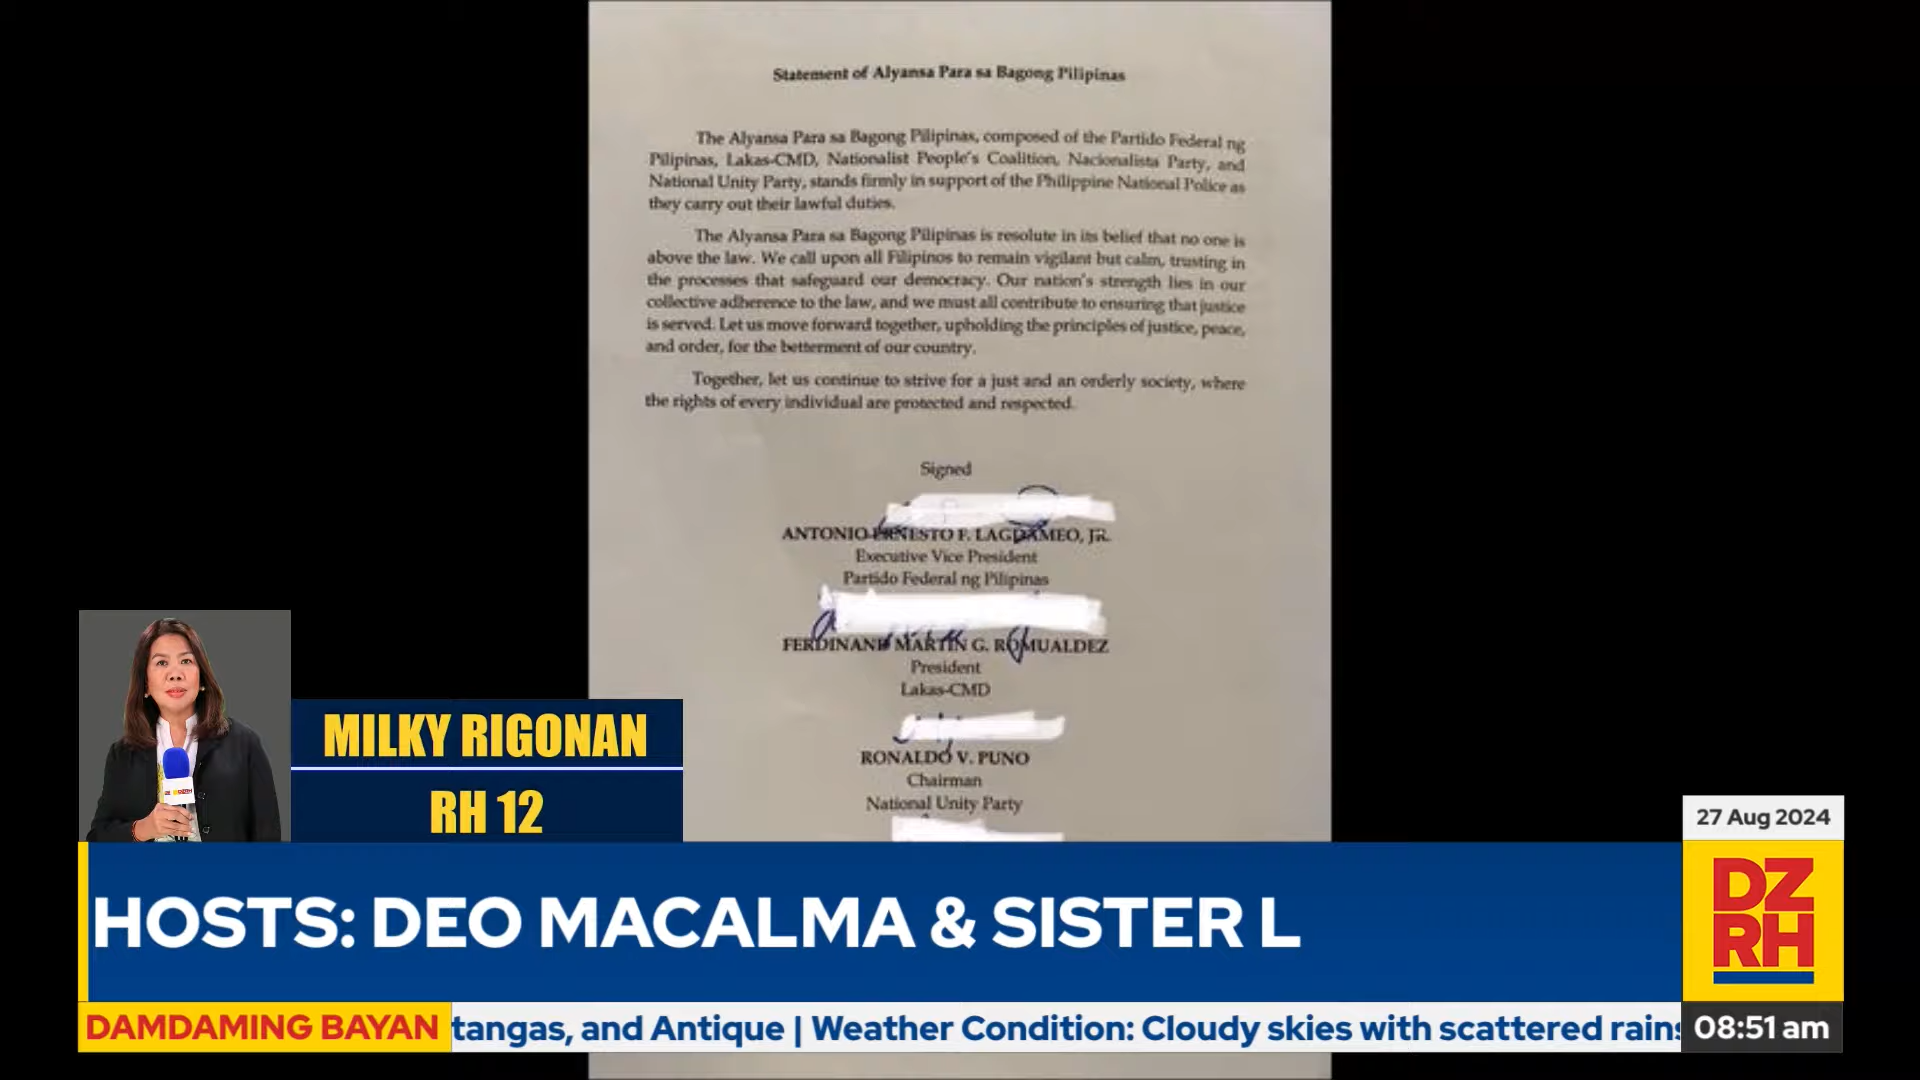 Statement of Alyansa Para sa Bagong Pilipinas
The Alyansa Para sa Bagong Pilipinas, composed of the Partido Federal ng
Pilipinas, Lakas-CMD, Nationalist People's Coalition, Nacionalista Party, and
National Unity Party, stands firmly in support of the Philippine National Police as
they carry out their lawful duties.
The Alyansa Para sa Bagong Pilipinas is resolute in its belief that no one is
above the law. We call upon all Filipinos to remain vigilant but calm, trusting in
the processes that safeguard our democracy. Our nation's strength lies in our
collective adherence to the law, and we must all contribute to ensuring that justice
is served. Let us move forward together, upholding the principles of justice, peace,
and order, for the betterment of our country.
Together, let us continue to strive for a just and an orderly society, where
the rights of every individual are protected and respected.
Signed
ANTONIO ERNESTO F. LAGDAMEO, JR.
Executive Vice President
Partido Federal ng Pilipinas
FERDINAND MARTIN G. ROMUALDEZ
President
Lakas-CMD
RONALDO V. PUNO
Chairman
National Unity Party
MILKY RIGONAN
RH 12
27 Aug 2024
DZ
RH
HOSTS: DEO MACALMA & SISTER L
DAMDAMING BAYAN
tangas, and Antique | Weather Condition: Cloudy skies with scattered rains
08:51 am